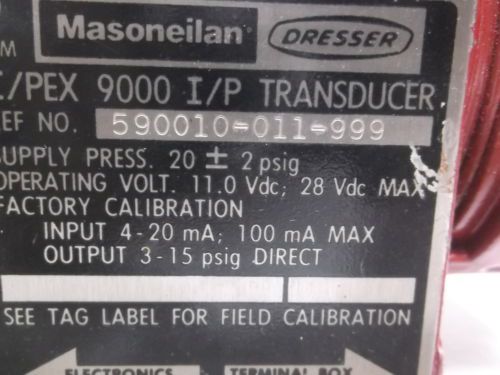 Masoneilan DRESSER
M
/PEX 9000 I/P TRANSDUCER
EF NO. 590010-011-999
SUPPLY PRESS. 20 ± 2 psig
OPERATING VOLT. 11.0 Vdc; 28 Vdc MAX
FACTORY CALIBRATION
INPUT 4-20 mA; 100 mA MAX
OUTPUT 3-15 psig DIRECT
SEE TAG LABEL FOR FIELD CALIBRATION
ELECTRONICS TERMINAL BOX